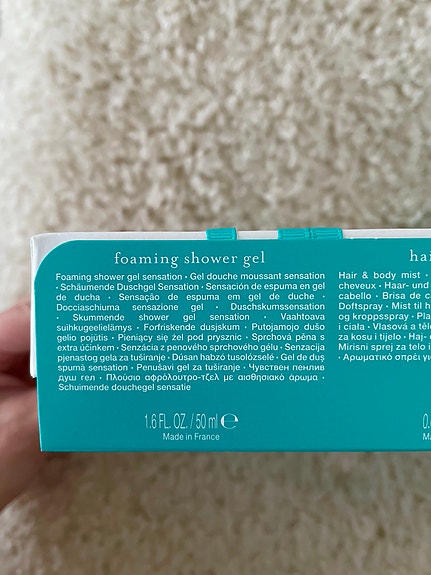 foaming shower gel
Foaming shower gel sensation • Gel douche moussant sensation
• Schäumende Duschgel Sensation • Sensación de espuma en gel
de ducha • Sensação de espuma em gel de duche •
Docciaschiuma sensazione gel • Duschskumssensation
• Skummende shower gel sensation • Vaahtoava
suihkugeelielämys • Forfriskende dusjskum • Putojamojo dušo
gelio pojūtis • Pieniący się żel pod prysznic • Sprchová pěna s
extra účinkem • Senzácia z penového sprchového gélu • Senzacija
pjenastog gela za tuširanje • Dúsan habzó tusolózselé • Gel de duș
spumă sensation • Penušavi gel za tuširanje • Чувствен пенлив
душ гел • Πλούσιο αφρόλουτρο-τζελ με αισθησιακό άρωμα •
Schuimende douchegel sensatie
1.6 FL. OZ. / 50 ml ℮
Made in France
Hair & body mist •
cheveux • Haar- und
cabello • Brisa de ca
Doftspray • Mist til h
og kroppsspray • Pla
i ciała • Vlasová a těl
za kosu i tijelo • Haj-
Mirisni sprej za telo i
• Αρωματικό σπρέι γι